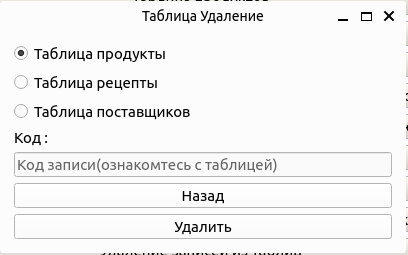 Таблица Удаление
Таблица продукты
Таблица рецепты
Таблица поставщиков
Код :
Код записи(ознакомтесь с таблицей)
Назад
Удалить